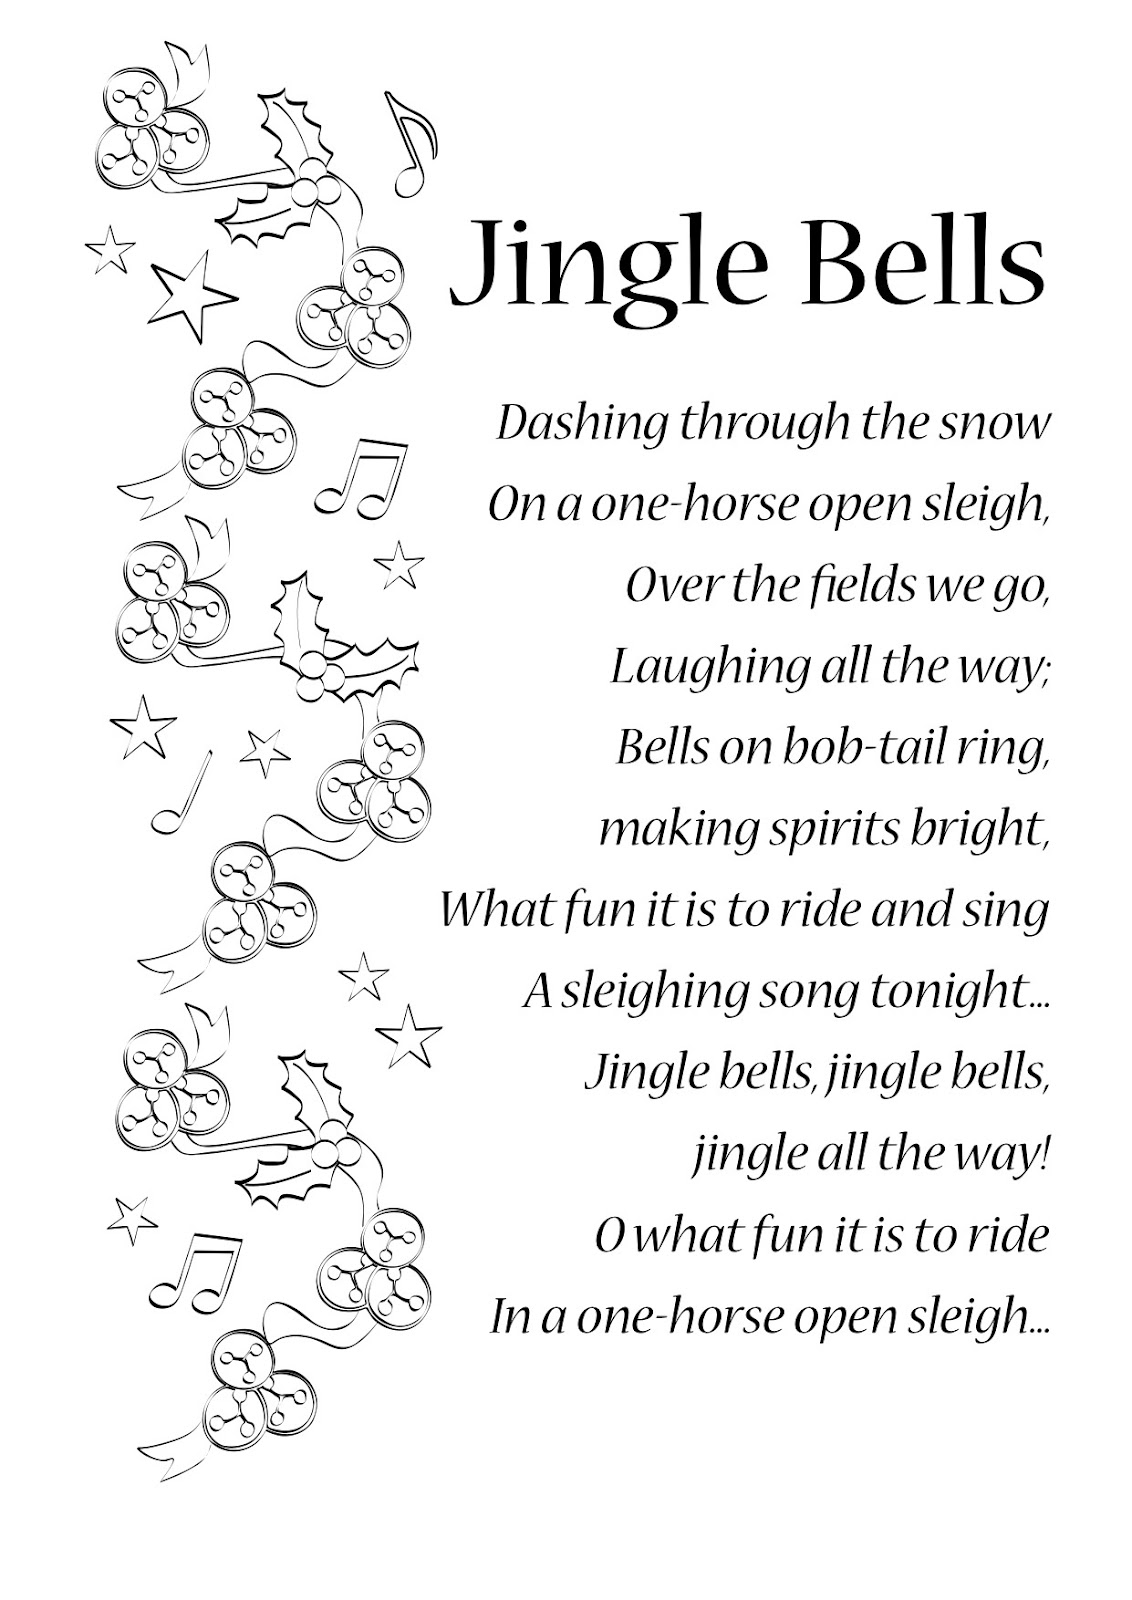 Jingle Bells
Dashing through the snow
On a one-horse open sleigh,
Over the fields we go,
Laughing all the way;
Bells on bob-tail ring,
making spirits bright,
What fun it is to ride and sing
A sleighing song tonight...
Jingle bells, jingle bells,
jingle all the way!
O what fun it is to ride
In a one-horse open sleigh...